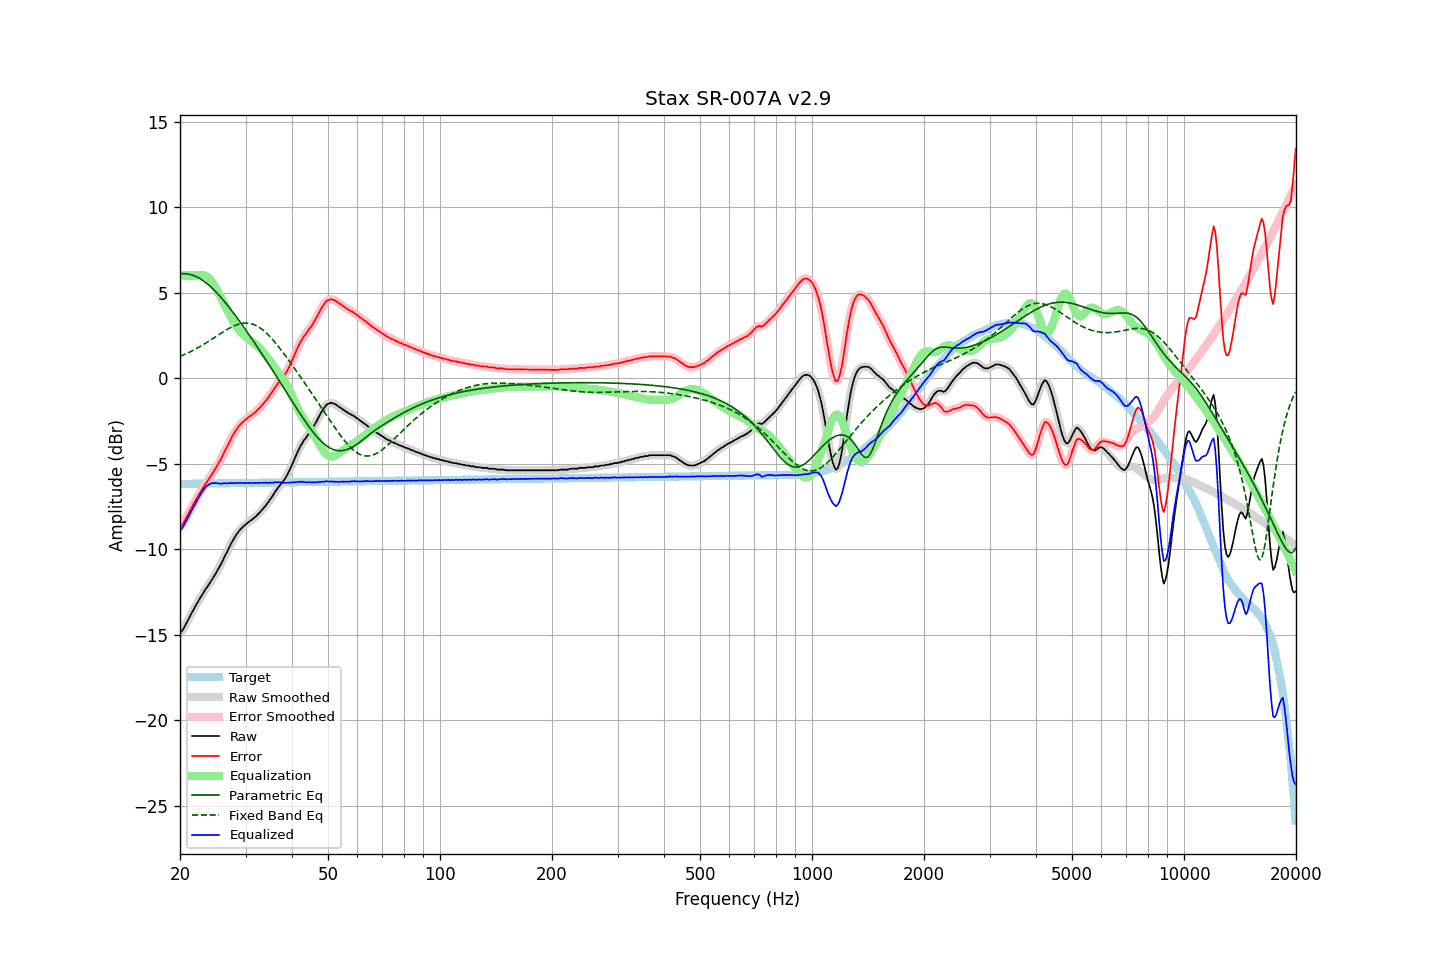 Stax SR-007A v2.9
Amplitude (dBr)
15
10
5
0
−5
−10
−15
−20
−25
Target
Raw Smoothed
Error Smoothed
Raw
Error
Equalization
Parametric Eq
Fixed Band Eq
Equalized
20 50 100 200 500 1000 2000 5000 10000 20000
Frequency (Hz)